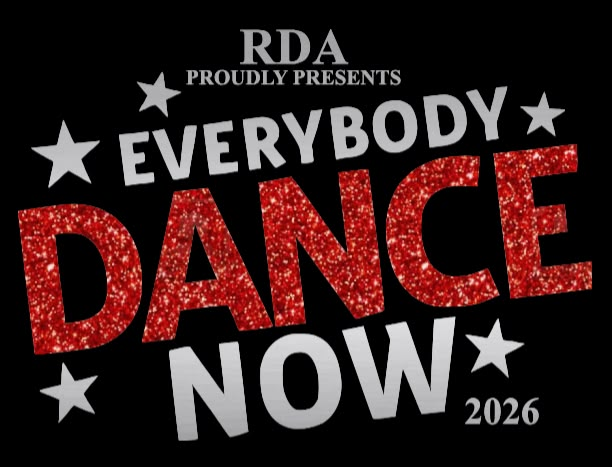 RDA
PROUDLY PRESENTS
EVERYBODY
DANCE
NOW
2026